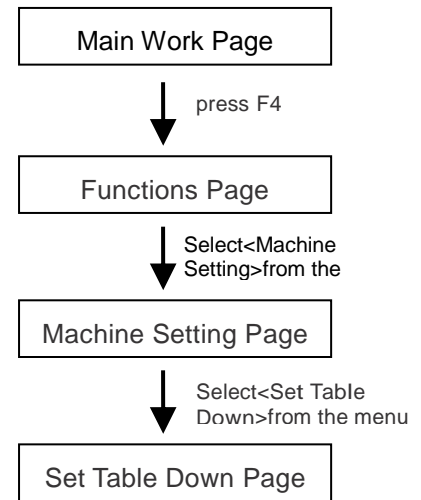 Main Work Page
press F4
Functions Page
Select<Machine
Setting>from the
Machine Setting Page
Select<Set Table
Down>from the menu
Set Table Down Page